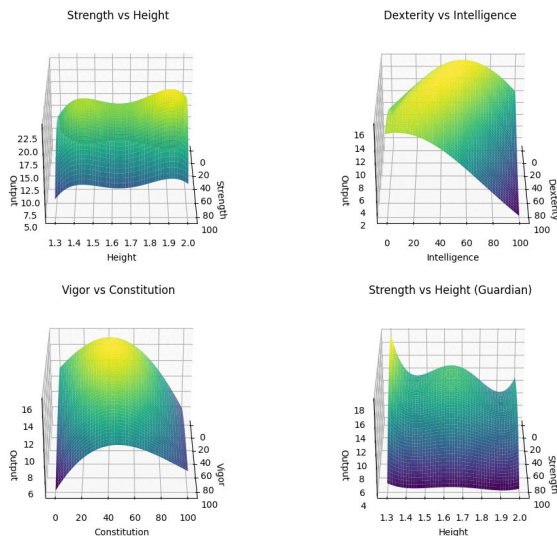 Strength vs Height
22.5
20.0
17.5
15.0
12.5
10.0
7.5
5.0
Output
1.3 1.4 1.5 1.6 1.7 1.8 1.9 2.0
Height
0
20
40
60
80
100
Strength
Dexterity vs Intelligence
16
14
12
10
8
6
4
2
Output
0 20 40 60 80 100
Intelligence
0
20
40
60
80
100
Dexterity
Vigor vs Constitution
16
14
12
10
8
6
Output
0 20 40 60 80 100
Constitution
0
20
40
60
80
100
Vigor
Strength vs Height (Guardian)
18
16
14
12
10
8
6
4
Output
1.3 1.4 1.5 1.6 1.7 1.8 1.9 2.0
Height
0
20
40
60
80
100
Strength